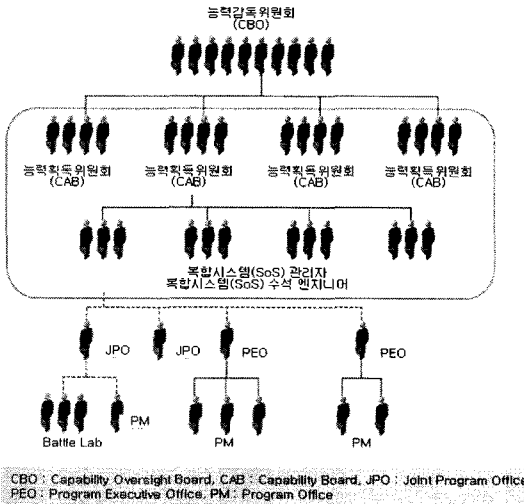 능력감독위원회
(CBO)
능력획득위원회 능력획득위원회 능력획득위원회 능력획득위원회
(CAB) (CAB) (CAB) (CAB)
복합시스템(SoS) 관리자
복합시스템(SoS) 수석 엔지니어
JPO JPO PEO PEO
PM
Battle Lab PM PM
CBO : Capability Oversight Board, CAB : Capability Board, JPO : Joint Program Office
PEO : Program Executive Office, PM : Program Office